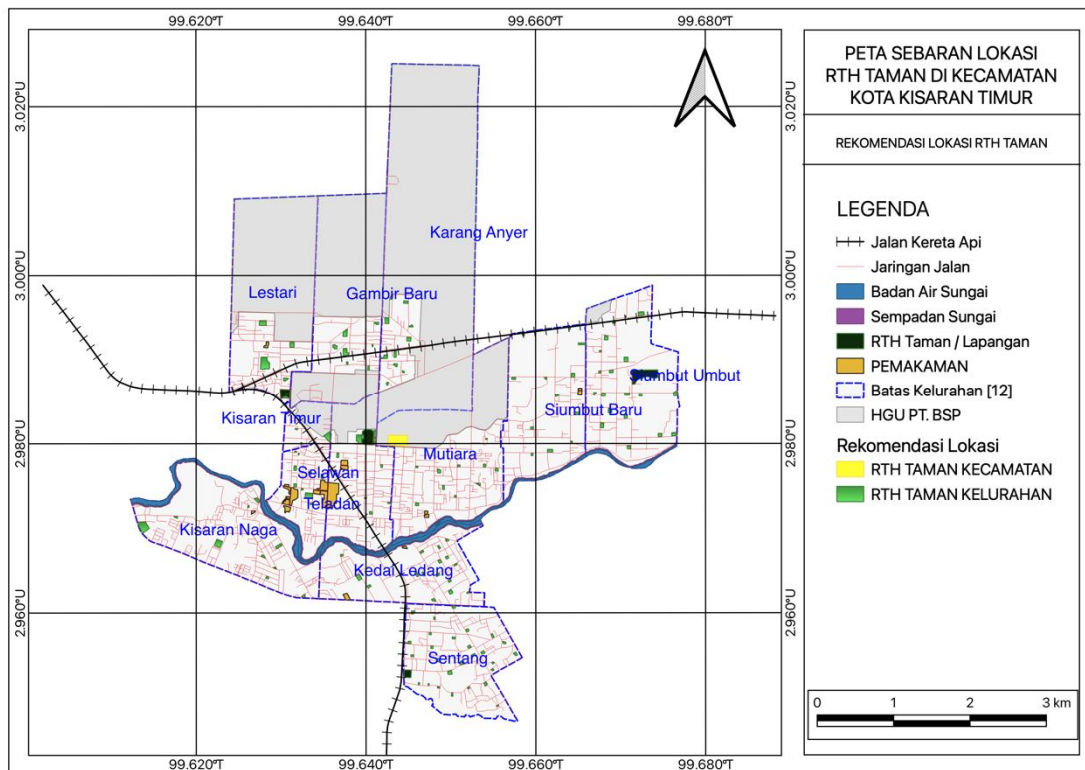 99.620°T 99.640°T 99.660°T 99.680°T
3.020°U 3.020°U
3.000°U 3.000°U
2.980°U 2.980°U
2.960°U 2.960°U
99.620°T 99.640°T 99.660°T 99.680°T
Karang Anyer
Lestari
Gambir Baru
Siumbut Umbut
Kisaran Timur
Siumbut Baru
Mutiara
Selawan
Teladan
Kisaran Naga
Kedai Ledang
Sentang
PETA SEBARAN LOKASI
RTH TAMAN DI KECAMATAN
KOTA KISARAN TIMUR
REKOMENDASI LOKASI RTH TAMAN
LEGENDA
Jalan Kereta Api
Jaringan Jalan
Badan Air Sungai
Sempadan Sungai
RTH Taman / Lapangan
PEMAKAMAN
Batas Kelurahan [12]
HGU PT. BSP
Rekomendasi Lokasi
RTH TAMAN KECAMATAN
RTH TAMAN KELURAHAN
0 1 2 3 km